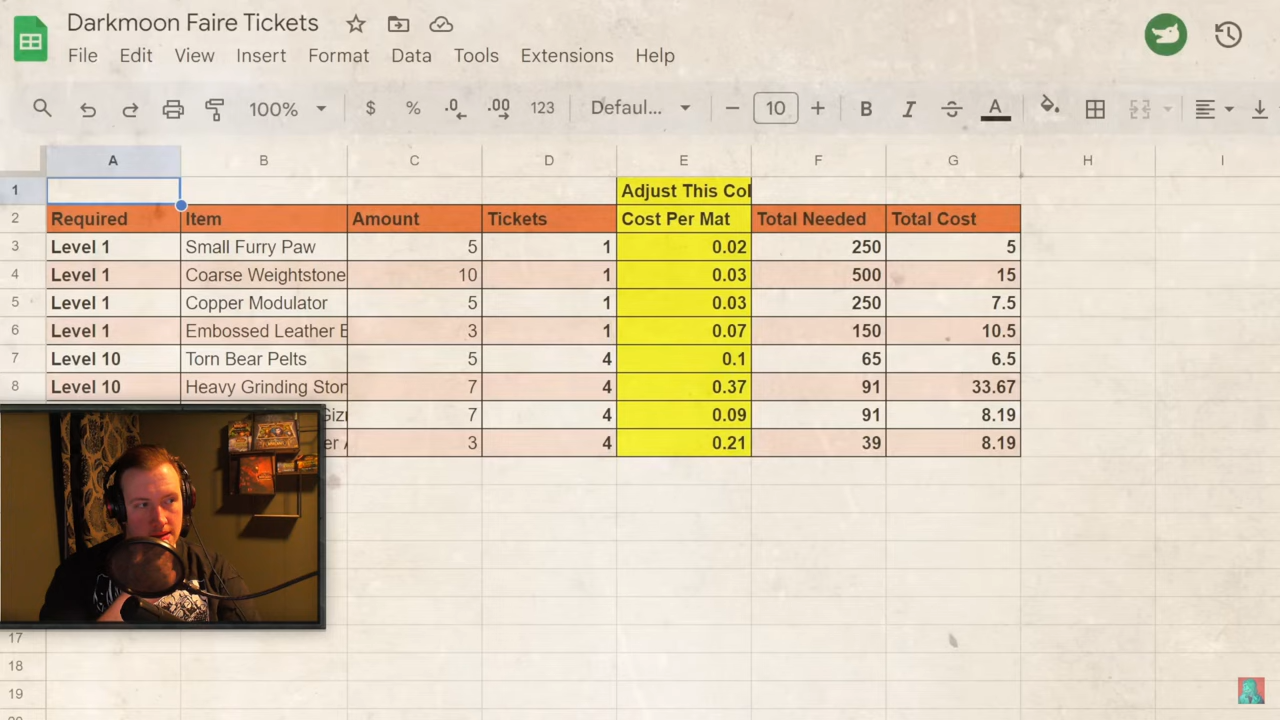 Darkmoon Faire Tickets
File Edit View Insert Format Data Tools Extensions Help
100% $ % .0 .00 123 Defaul... 10 B I A
A B C D E F G H I
1 Adjust This Col
2 Required Item Amount Tickets Cost Per Mat Total Needed Total Cost
3 Level 1 Small Furry Paw 5 1 0.02 250 5
4 Level 1 Coarse Weightstone 10 1 0.03 500 15
5 Level 1 Copper Modulator 5 1 0.03 250 7.5
6 Level 1 Embossed Leather B 3 1 0.07 150 10.5
7 Level 10 Torn Bear Pelts 5 4 0.1 65 6.5
8 Level 10 Heavy Grinding Ston 7 4 0.37 91 33.67
Giz 7 4 0.09 91 8.19
er A 3 4 0.21 39 8.19
17
18
19